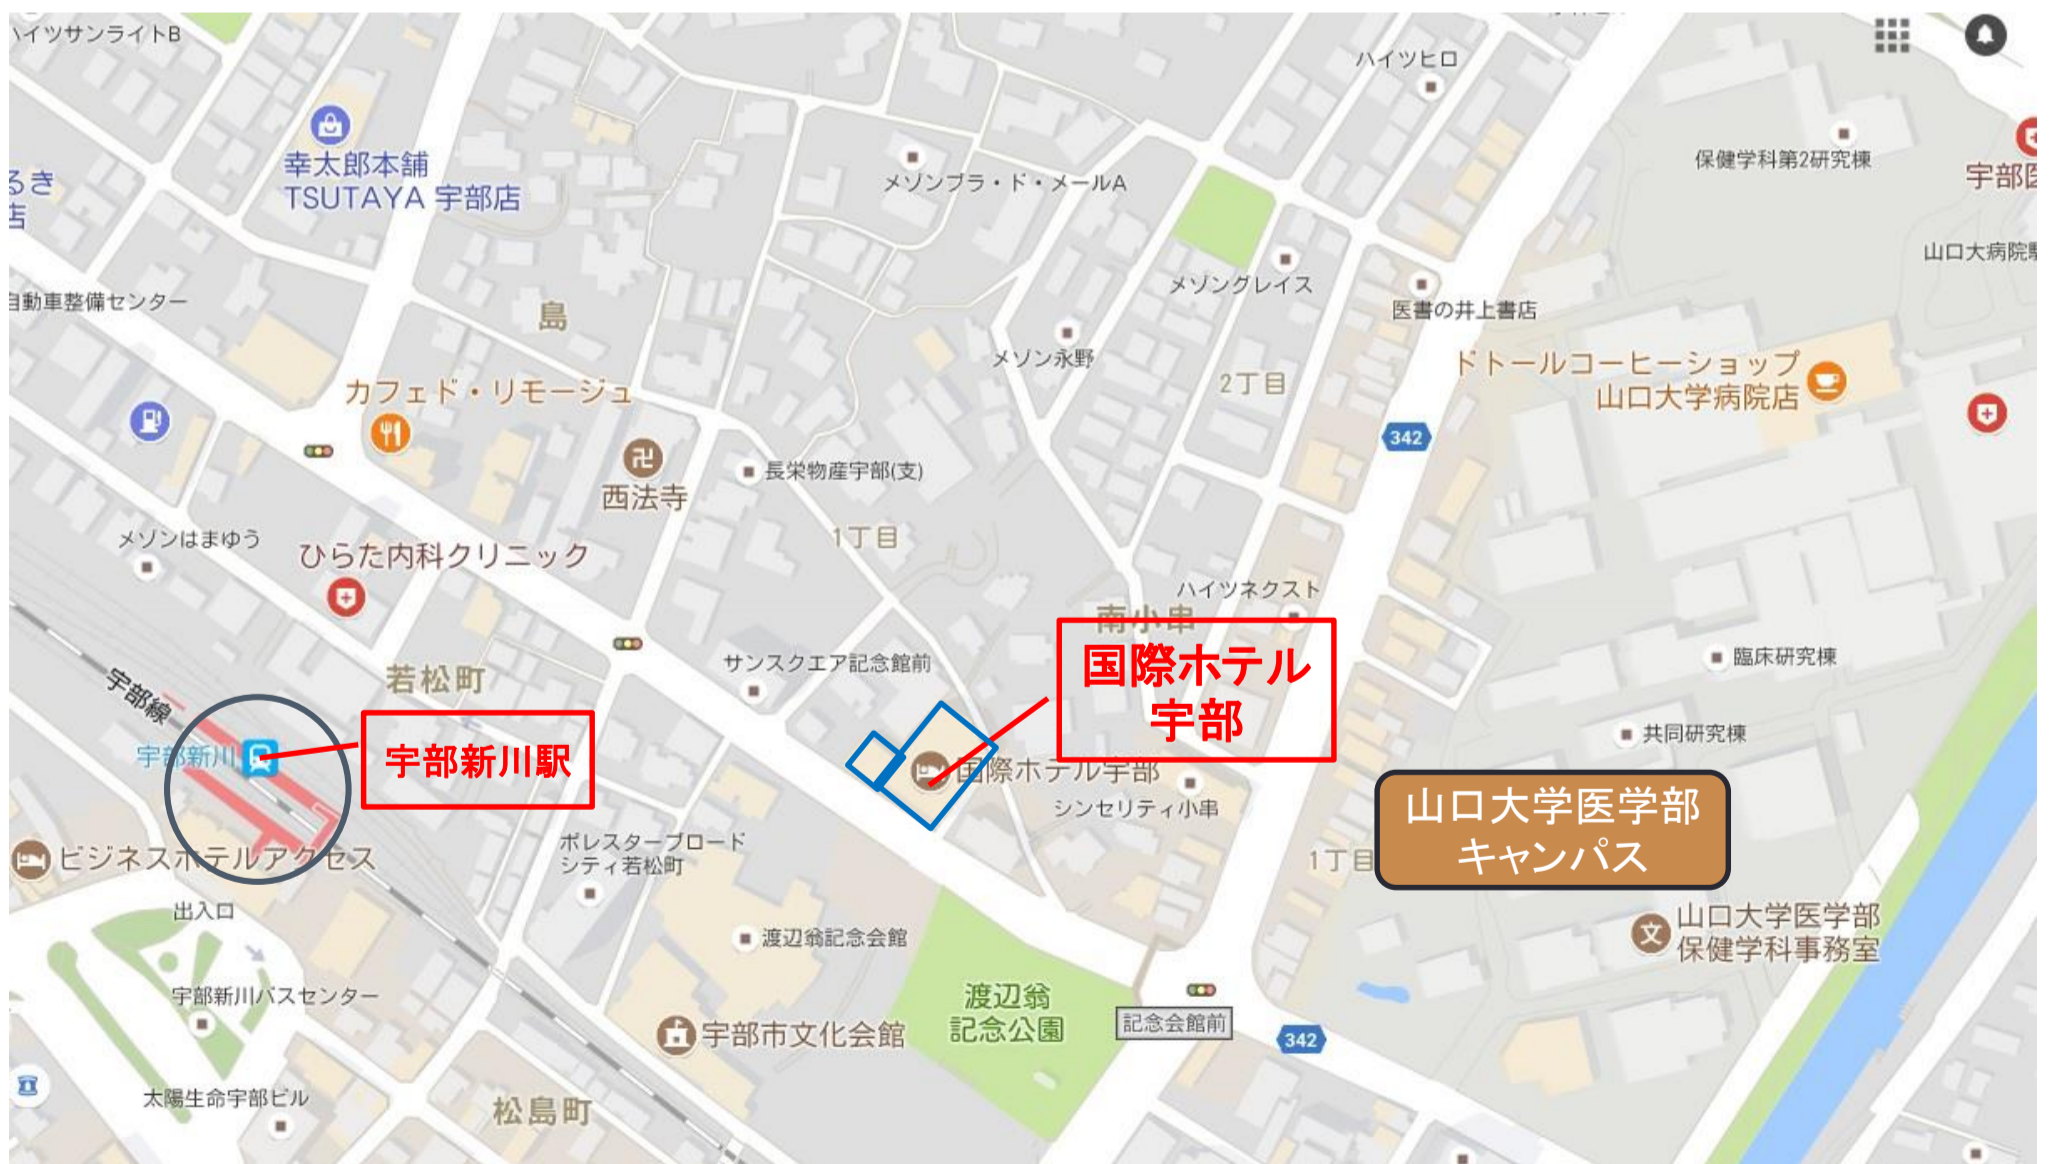 ハイツサンライトB
ハイツヒロ
幸太郎本舗
TSUTAYA 宇部店
メゾンブラ・ド・メールA
保健学科第2研究棟
るき
店
山口大病院
メゾングレイス
自動車整備センター
島
医書の井上書店
メゾン永野
2丁目
ドトールコーヒーショップ
山口大学病院店
カフェド・リモージュ
342
西法寺
長栄物産宇部(支)
1丁目
メゾンはまゆう
ひらた内科クリニック
ハイツネクスト
南小串
国際ホテル
宇部
サンスクエア記念館前
臨床研究棟
若松町
宇部線
共同研究棟
宇部新川
宇部新川駅
国際ホテル宇部
シンセリティ小串
山口大学医学部
キャンパス
ポレスターブロード
シティ若松町
ビジネスホテルアクセス
1丁目
出入口
渡辺翁記念会館
山口大学医学部
保健学科事務室
文
宇部新川バスセンター
渡辺翁
記念公園
宇部市文化会館
記念会館前
342
太陽生命宇部ビル
松島町